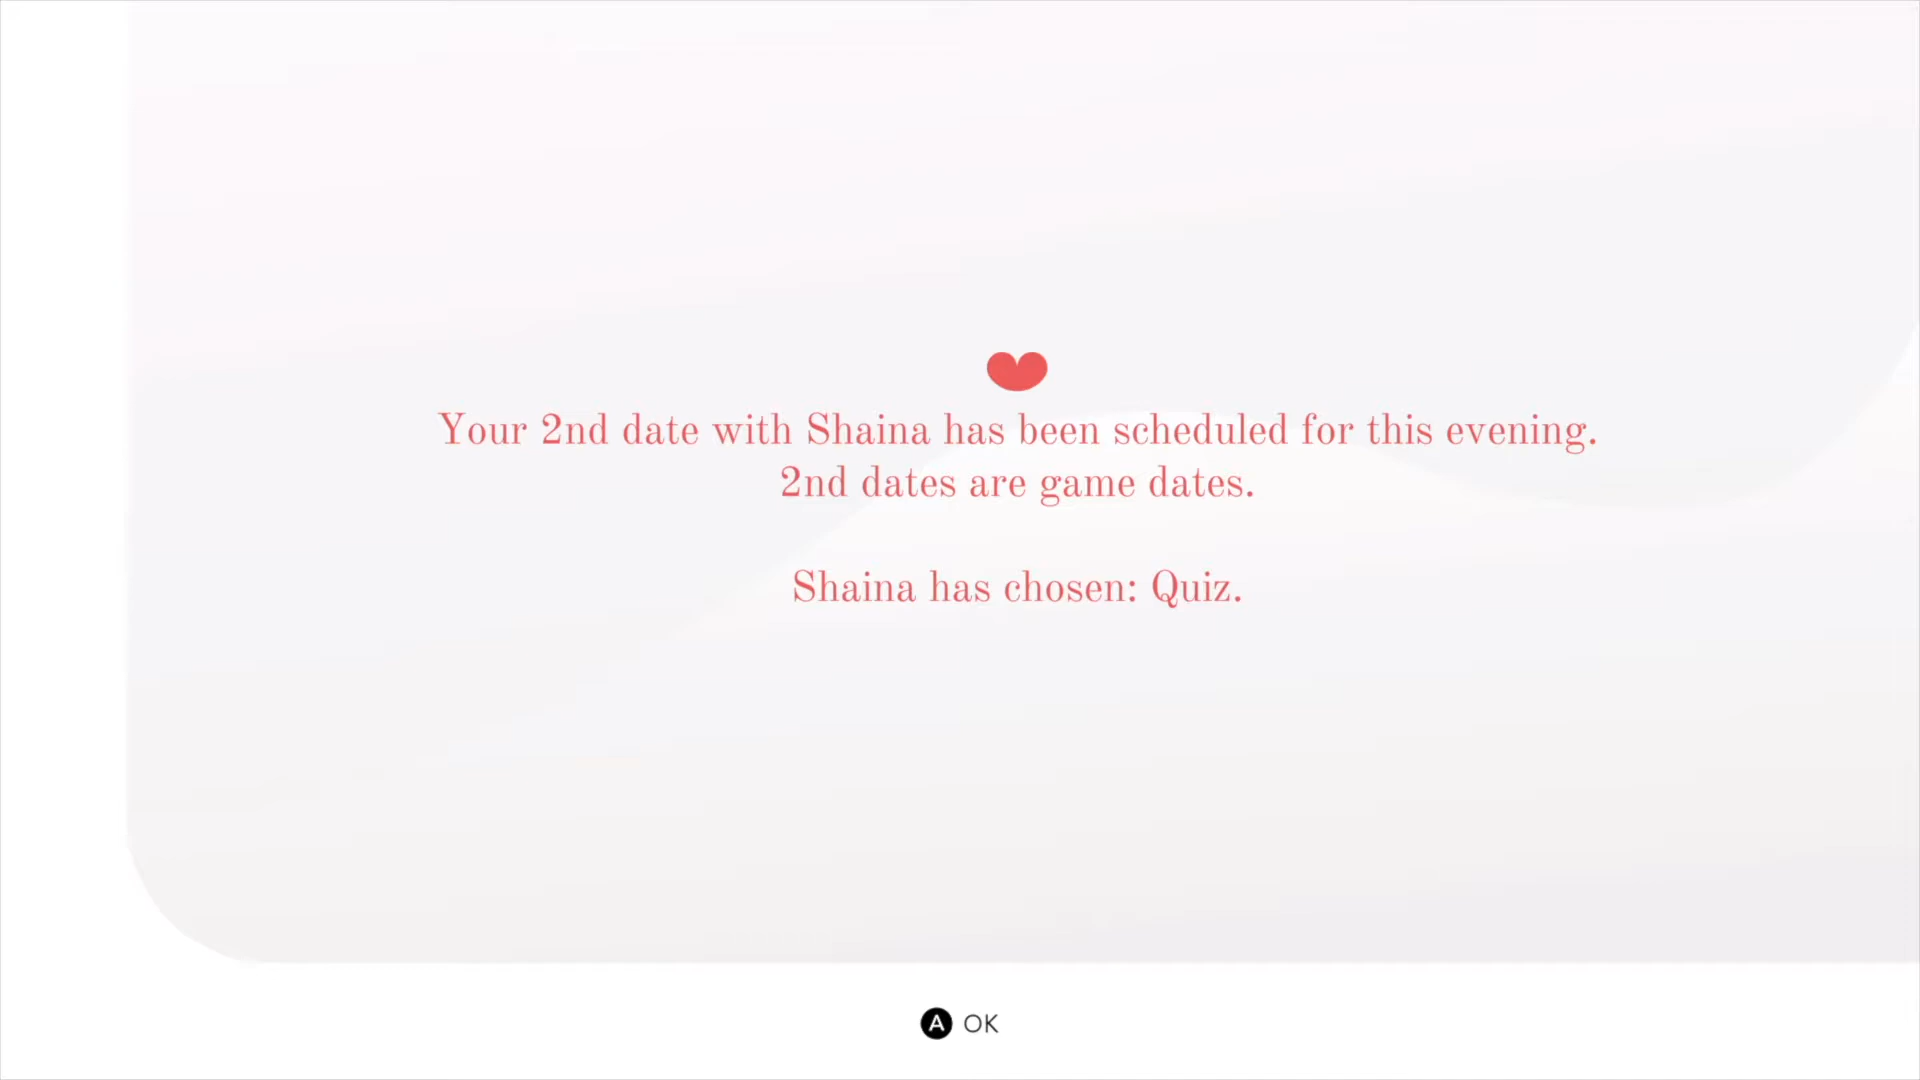 Your 2nd date with Shaina has been scheduled for this evening.
2nd dates are game dates.
Shaina has chosen: Quiz.
A OK